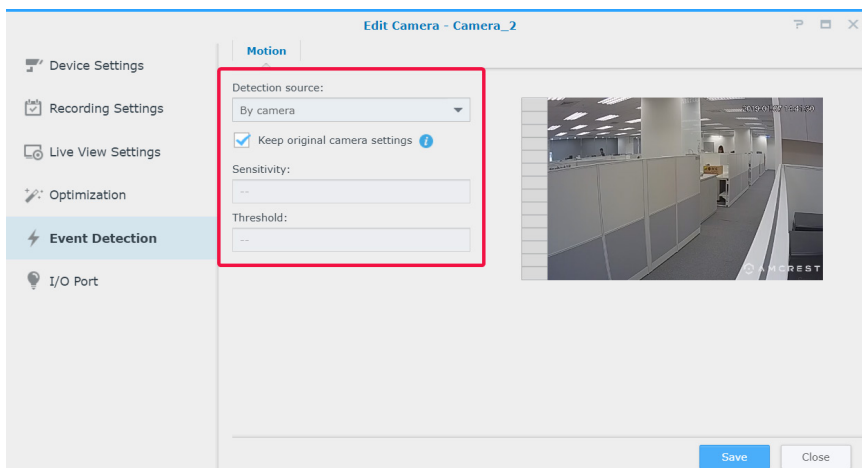 Edit Camera - Camera_2
Device Settings
Recording Settings
Live View Settings
Optimization
Event Detection
I/O Port
Motion
Detection source:
By camera
Keep original camera settings
Sensitivity:
--
Threshold:
--
AMCREST
Save
Close